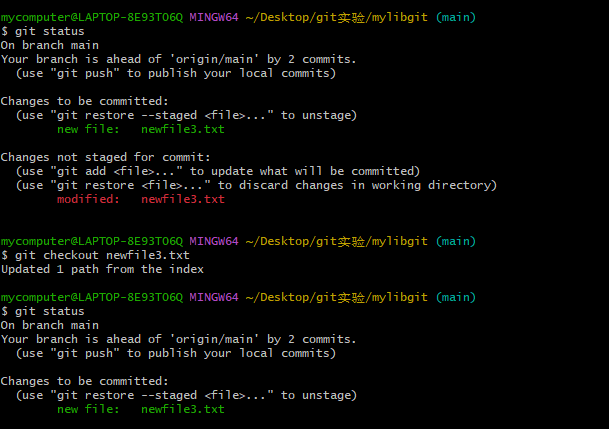 mycomputer@LAPTOP-8E93TO6Q MINGW64 ~/Desktop/git实验/mylibgit (main)
$ git status
On branch main
Your branch is ahead of 'origin/main' by 2 commits.
  (use "git push" to publish your local commits)

Changes to be committed:
  (use "git restore --staged <file>..." to unstage)
        new file:   newfile3.txt

Changes not staged for commit:
  (use "git add <file>..." to update what will be committed)
  (use "git restore <file>..." to discard changes in working directory)
        modified:   newfile3.txt

mycomputer@LAPTOP-8E93TO6Q MINGW64 ~/Desktop/git实验/mylibgit (main)
$ git checkout newfile3.txt
Updated 1 path from the index

mycomputer@LAPTOP-8E93TO6Q MINGW64 ~/Desktop/git实验/mylibgit (main)
$ git status
On branch main
Your branch is ahead of 'origin/main' by 2 commits.
  (use "git push" to publish your local commits)

Changes to be committed:
  (use "git restore --staged <file>..." to unstage)
        new file:   newfile3.txt